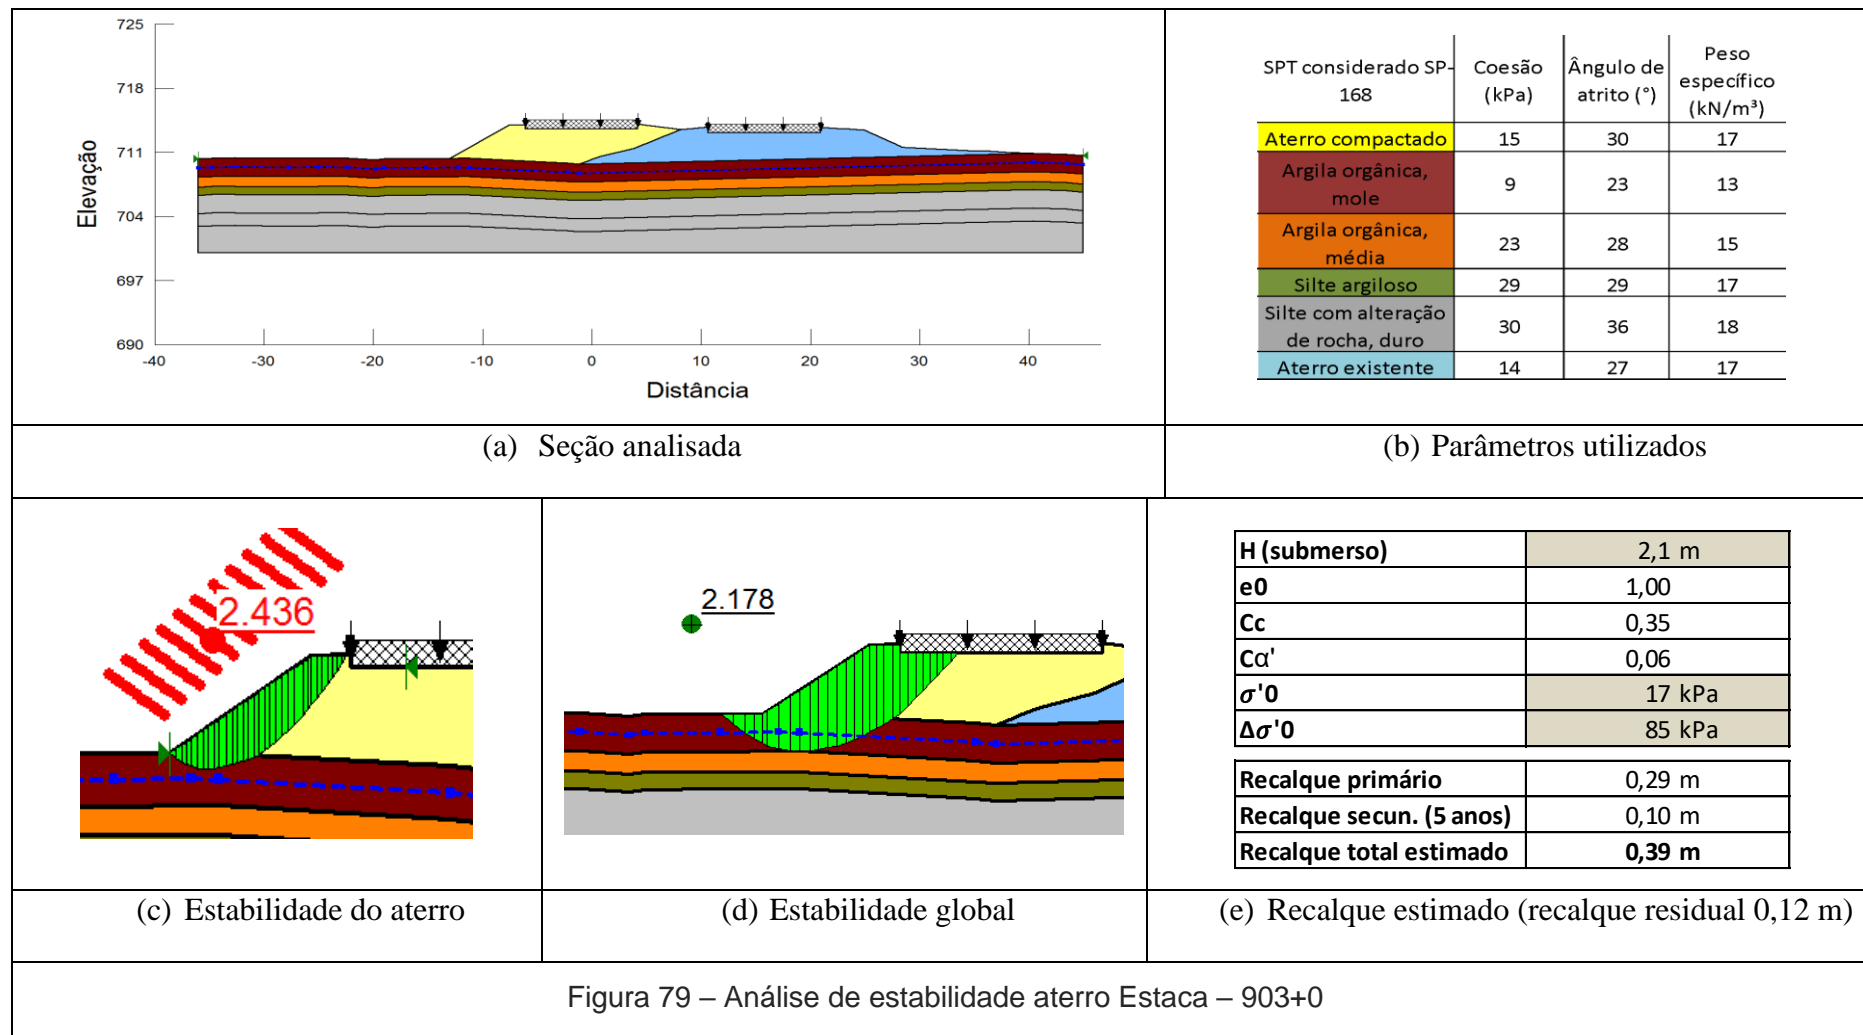 725
718
711
704
697
690
-40
-30
-20
-10
0
10
20
30
40
Elevação
Distância
SPT considerado SP-168
Coesão (kPa)
Ângulo de atrito (°)
Peso específico (kN/m³)
Aterro compactado 15 30 17
Argila orgânica, mole 9 23 13
Argila orgânica, média 23 28 15
Silte argiloso 29 29 17
Silte com alteração de rocha, duro 30 36 18
Aterro existente 14 27 17
(a) Seção analisada
(b) Parâmetros utilizados
2.436
2.178
H (submerso) 2,1 m
e0 1,00
Cc 0,35
Cα' 0,06
σ'0 17 kPa
Δσ'0 85 kPa
Recalque primário 0,29 m
Recalque secun. (5 anos) 0,10 m
Recalque total estimado 0,39 m
(c) Estabilidade do aterro
(d) Estabilidade global
(e) Recalque estimado (recalque residual 0,12 m)
Figura 79 – Análise de estabilidade aterro Estaca – 903+0